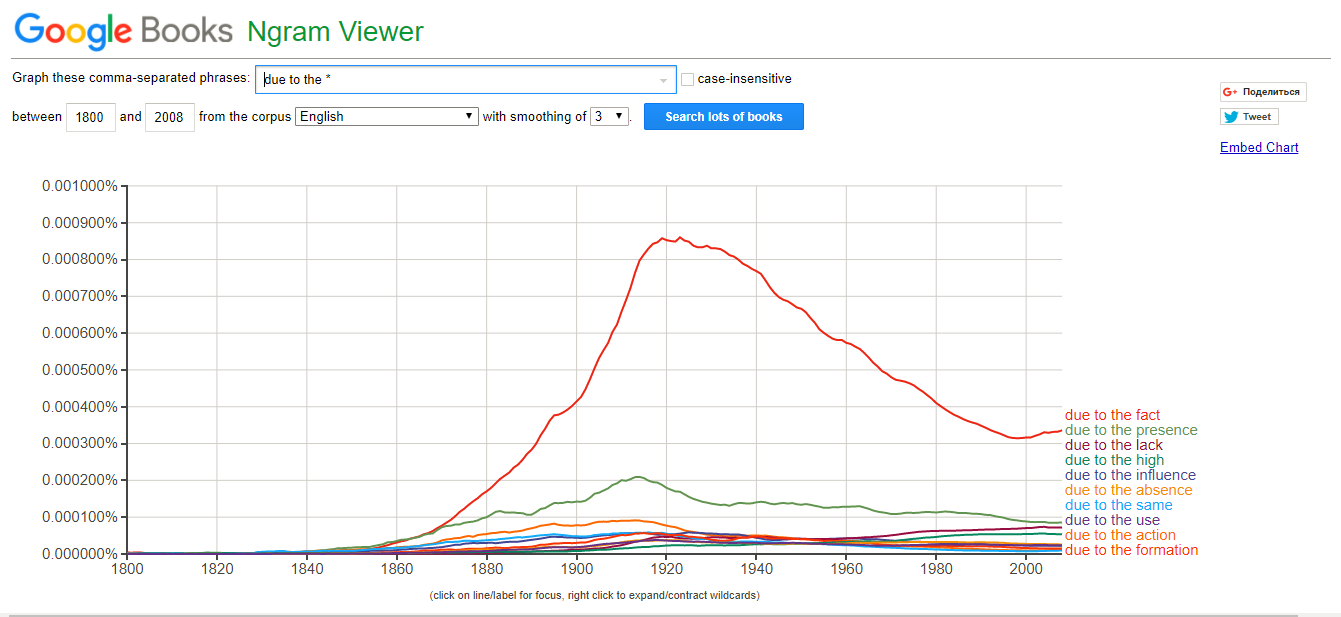 Google Books Ngram Viewer
Graph these comma-separated phrases: due to the * case-insensitive
between 1800 and 2008 from the corpus English with smoothing of 3 . Search lots of books
Поделиться
Tweet
Embed Chart
0.001000%
0.000900%
0.000800%
0.000700%
0.000600%
0.000500%
0.000400%
0.000300%
0.000200%
0.000100%
0.000000%
1800 1820 1840 1860 1880 1900 1920 1940 1960 1980 2000
due to the fact
due to the presence
due to the lack
due to the high
due to the influence
due to the absence
due to the same
due to the use
due to the action
due to the formation
(click on line/label for focus, right click to expand/contract wildcards)